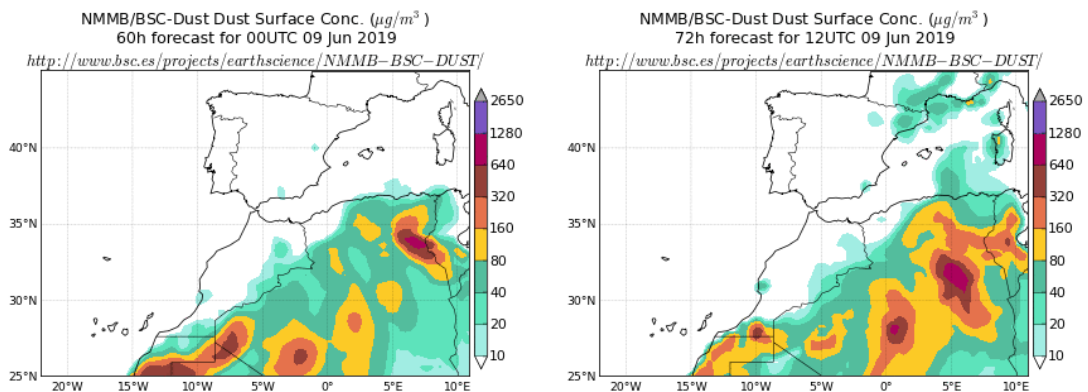 NMMB/BSC-Dust Dust Surface Conc. (μg/m³)
60h forecast for 00UTC 09 Jun 2019
http://www.bsc.es/projects/earthscience/NMMB−BSC−DUST/
40°N
35°N
30°N
25°N
20°W 15°W 10°W 5°W 0°E 5°E 10°E
2650
1280
640
320
160
80
40
20
10
NMMB/BSC-Dust Dust Surface Conc. (μg/m³)
72h forecast for 12UTC 09 Jun 2019
http://www.bsc.es/projects/earthscience/NMMB−BSC−DUST/
40°N
35°N
30°N
25°N
20°W 15°W 10°W 5°W 0°E 5°E 10°E
2650
1280
640
320
160
80
40
20
10